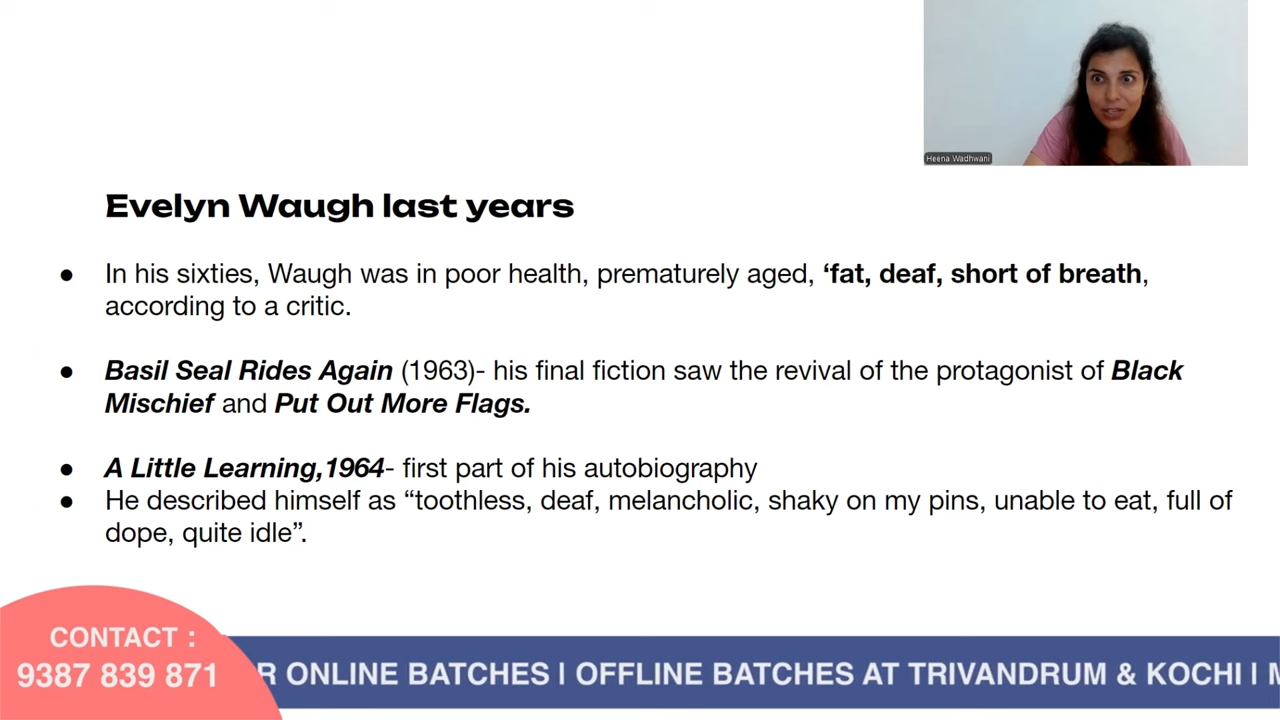 Heena Wadhwani
Evelyn Waugh last years
● In his sixties, Waugh was in poor health, prematurely aged, ‘fat, deaf, short of breath,
according to a critic.
● Basil Seal Rides Again (1963)- his final fiction saw the revival of the protagonist of Black
Mischief and Put Out More Flags.
● A Little Learning,1964- first part of his autobiography
● He described himself as “toothless, deaf, melancholic, shaky on my pins, unable to eat, full of
dope, quite idle”.
CONTACT :
9387 839 871
R ONLINE BATCHES I OFFLINE BATCHES AT TRIVANDRUM & KOCHI I M